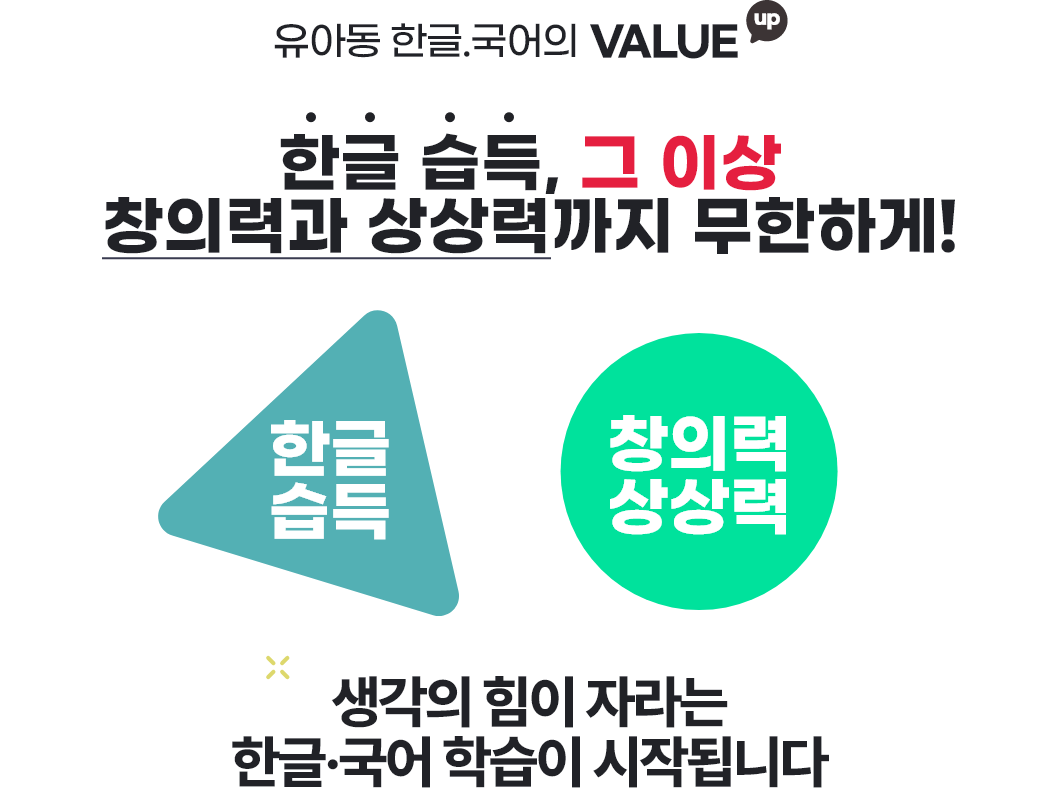 유아동 한글.국어의 VALUE up
한글 습득, 그 이상
창의력과 상상력까지 무한하게!
한글
습득
창의력
상상력
생각의 힘이 자라는
한글·국어 학습이 시작됩니다